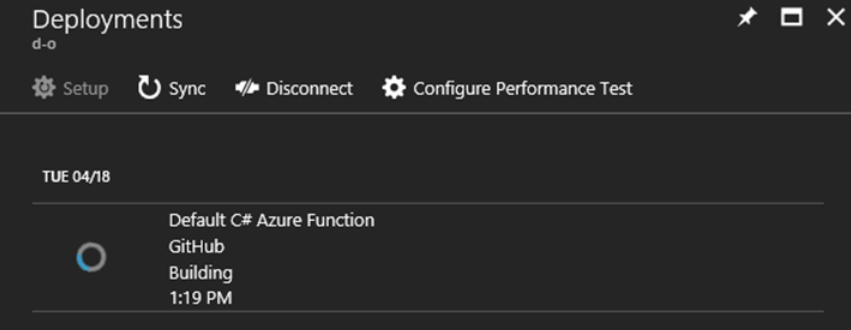 Deployments
d-o
Setup Sync Disconnect Configure Performance Test
TUE 04/18
Default C# Azure Function
GitHub
Building
1:19 PM